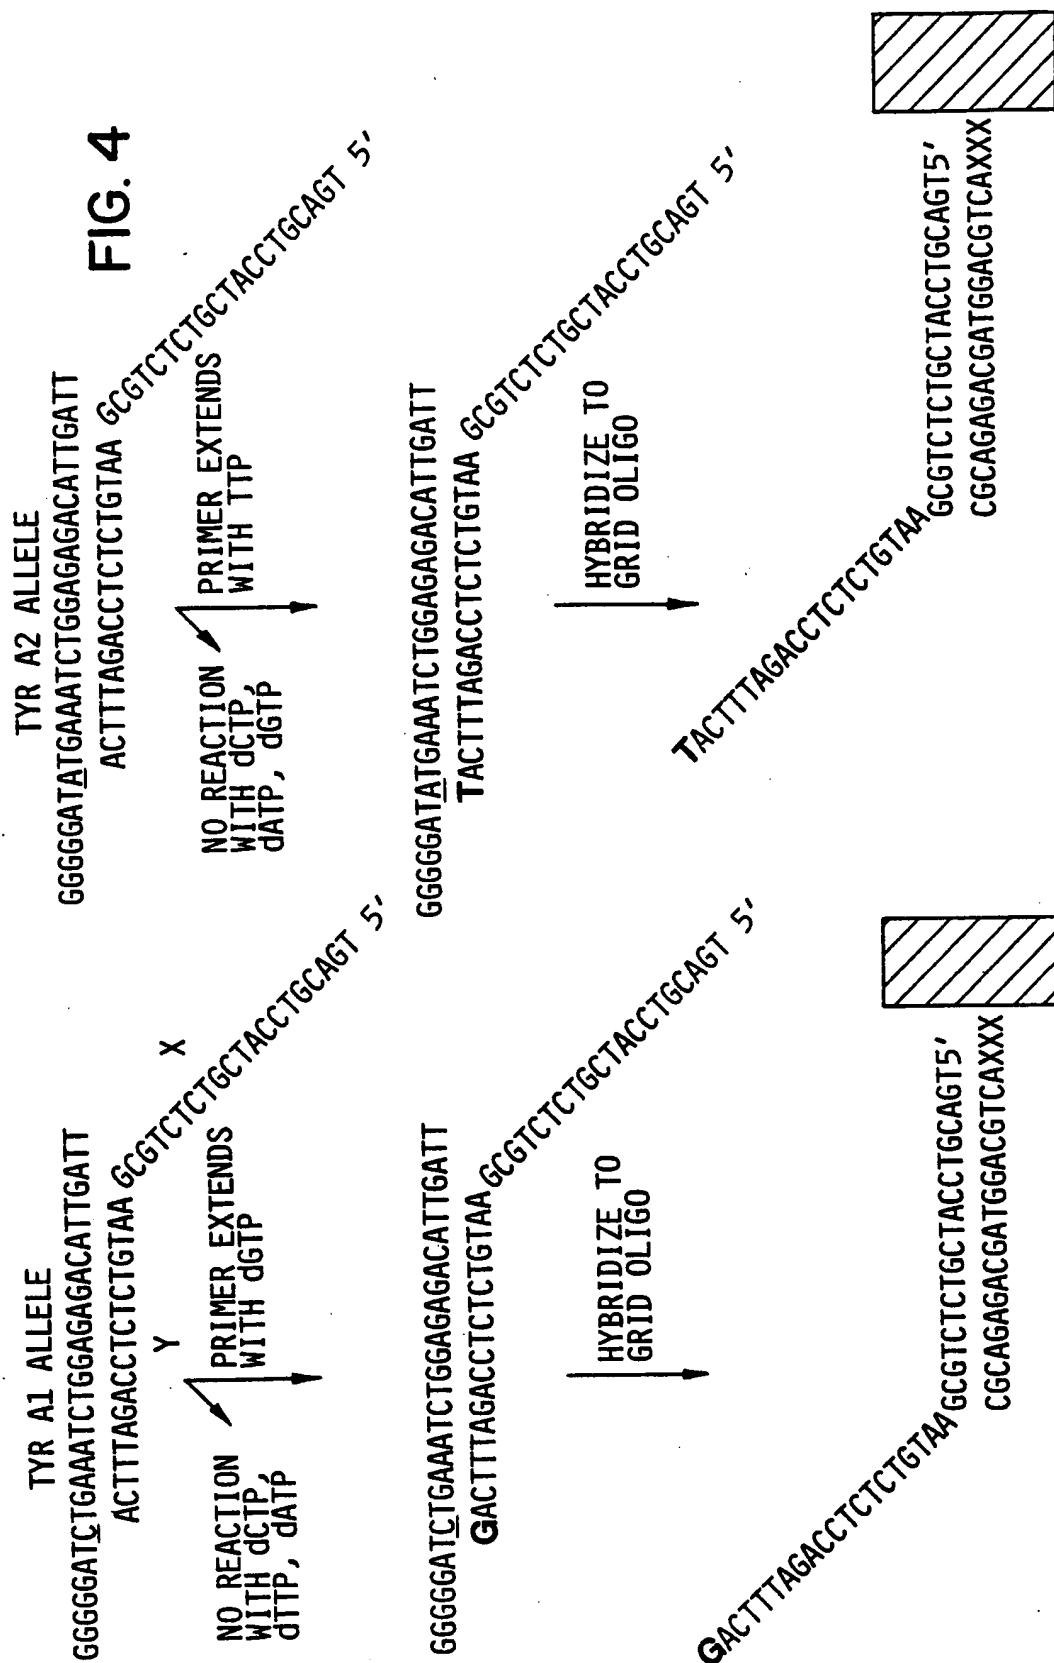 FIG. 4
TYR A1 ALLELE
GGGGGATCTGAAATCTGGAGAGACATTGATT
ACTTTAGACCTCTCTGTAA
GCGTCTCTGCTACCTGCAGT 5'
Y
X
NO REACTION
WITH dCTP,
dTTP, dATP
PRIMER EXTENDS
WITH dGTP
GGGGGATCTGAAATCTGGAGAGACATTGATT
GACTTTAGACCTCTCTGTAA
GCGTCTCTGCTACCTGCAGT 5'
HYBRIDIZE TO
GRID OLIGO
GACTTTAGACCTCTCTGTAA
GCGTCTCTGCTACCTGCAGT5'
CGCAGAGACGATGGACGTCAXXX
TYR A2 ALLELE
GGGGGATATGAAATCTGGAGAGACATTGATT
ACTTTAGACCTCTCTGTAA
GCGTCTCTGCTACCTGCAGT 5'
NO REACTION
WITH dCTP,
dATP, dGTP
PRIMER EXTENDS
WITH TTP
GGGGGATATGAAATCTGGAGAGACATTGATT
TACTTTAGACCTCTCTGTAA
GCGTCTCTGCTACCTGCAGT 5'
HYBRIDIZE TO
GRID OLIGO
TACTTTAGACCTCTCTGTAA
GCGTCTCTGCTACCTGCAGT5'
CGCAGAGACGATGGACGTCAXXX